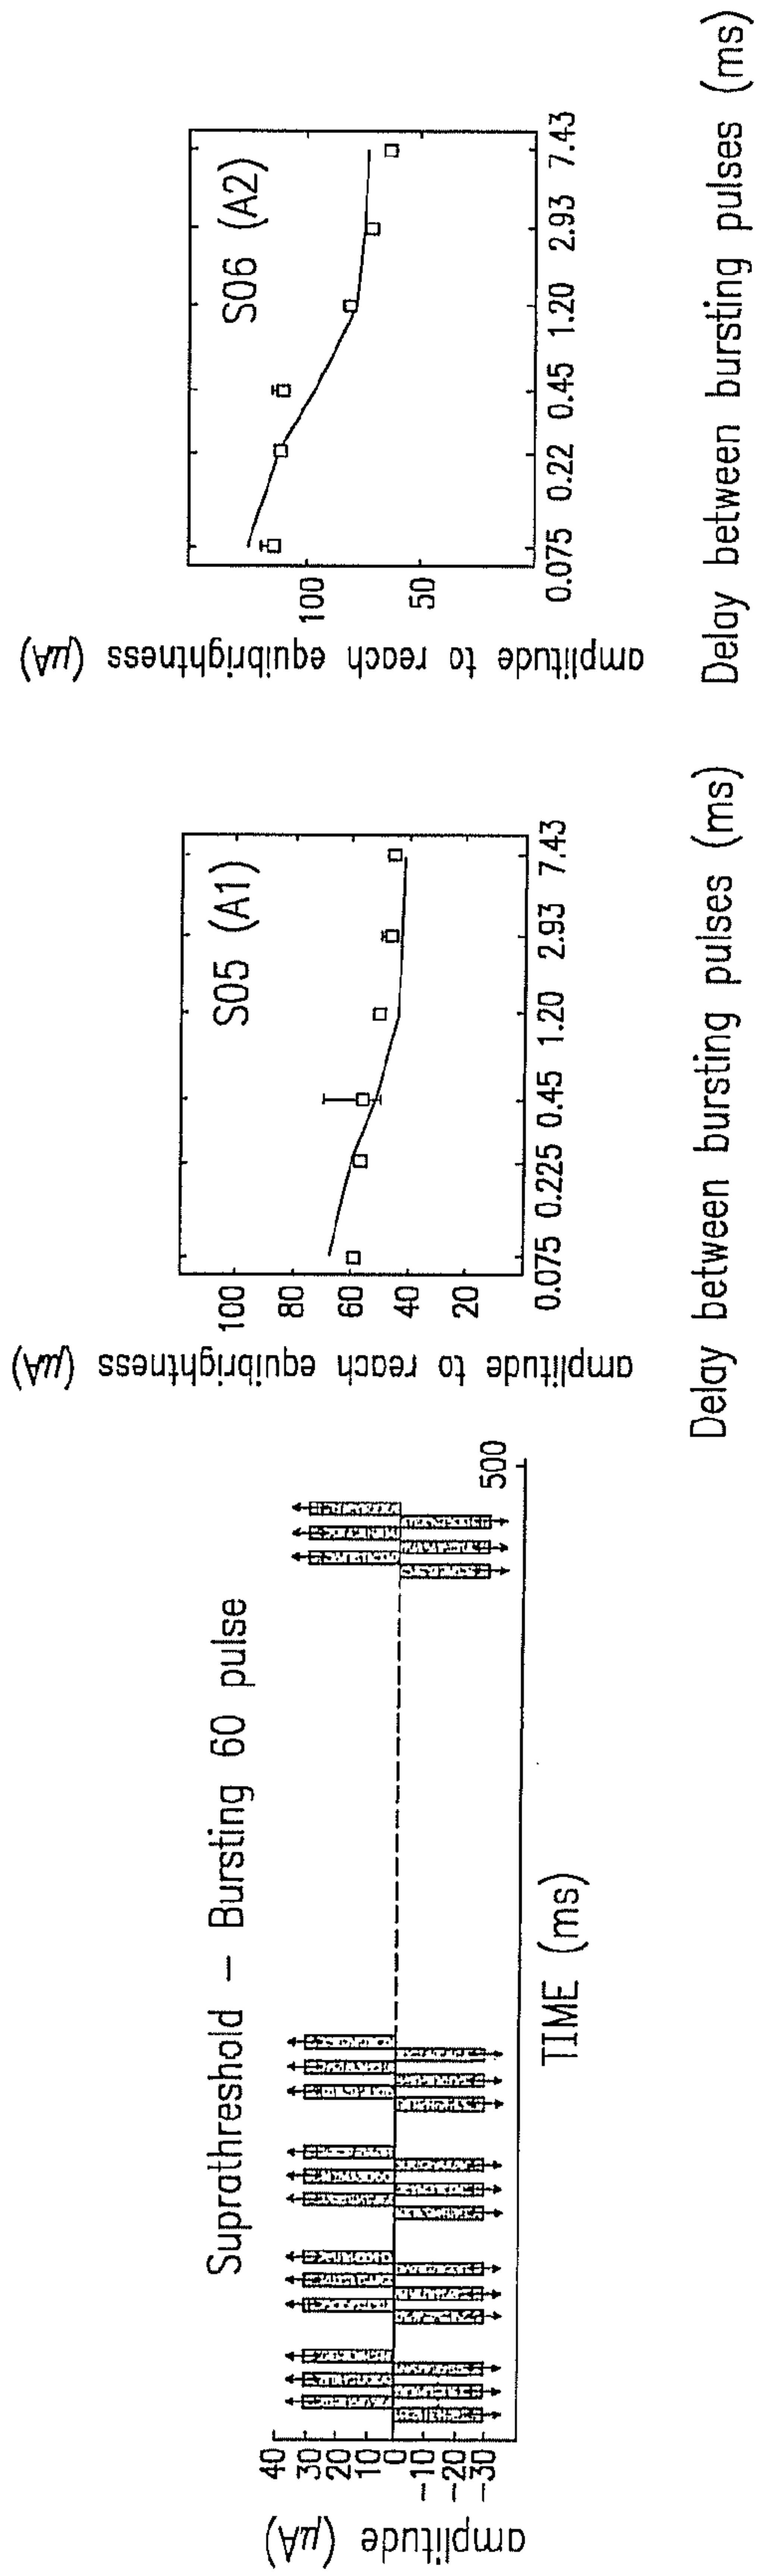 Suprathreshold – Bursting 60 pulse
amplitude (μA)
40
30
20
10
0
–10
–20
–30
500
TIME (ms)
S05 (A1)
amplitude to reach equibrightness (μA)
100
80
60
40
20
0.075 0.225 0.45 1.20 2.93 7.43
Delay between bursting pulses (ms)
S06 (A2)
amplitude to reach equibrightness (μA)
100
50
0.075 0.22 0.45 1.20 2.93 7.43
Delay between bursting pulses (ms)